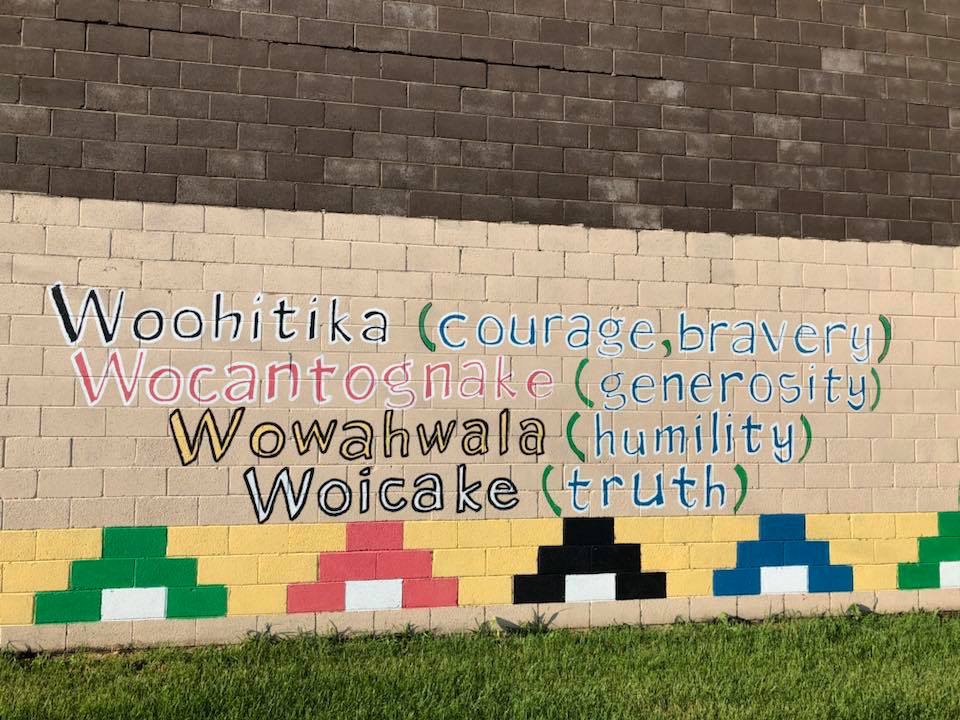 Woohitika (courage, bravery)
Wocantognake (generosity)
Wowahwala (humility)
Woicake (truth)